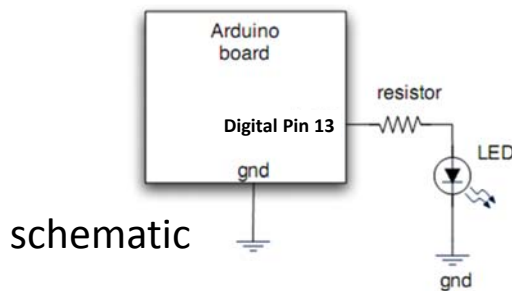 Arduino
board
resistor
Digital Pin 13
LED
gnd
schematic
gnd